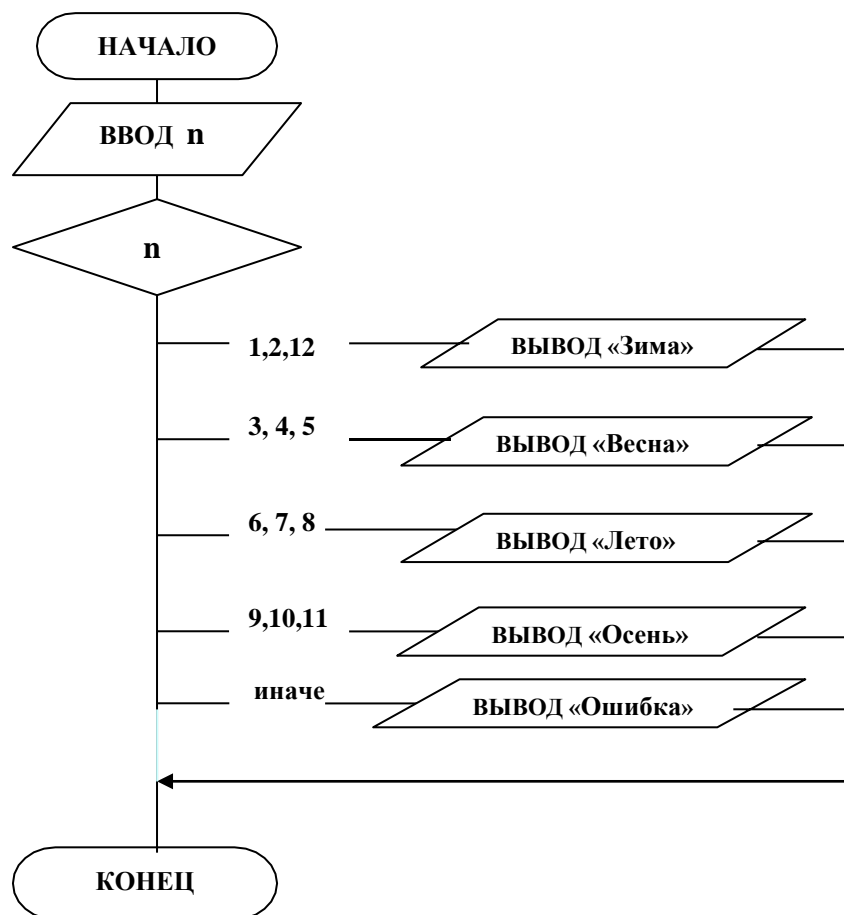 НАЧАЛО
ВВОД n
n
1,2,12
ВЫВОД «Зима»
3, 4, 5
ВЫВОД «Весна»
6, 7, 8
ВЫВОД «Лето»
9,10,11
ВЫВОД «Осень»
иначе
ВЫВОД «Ошибка»
КОНЕЦ